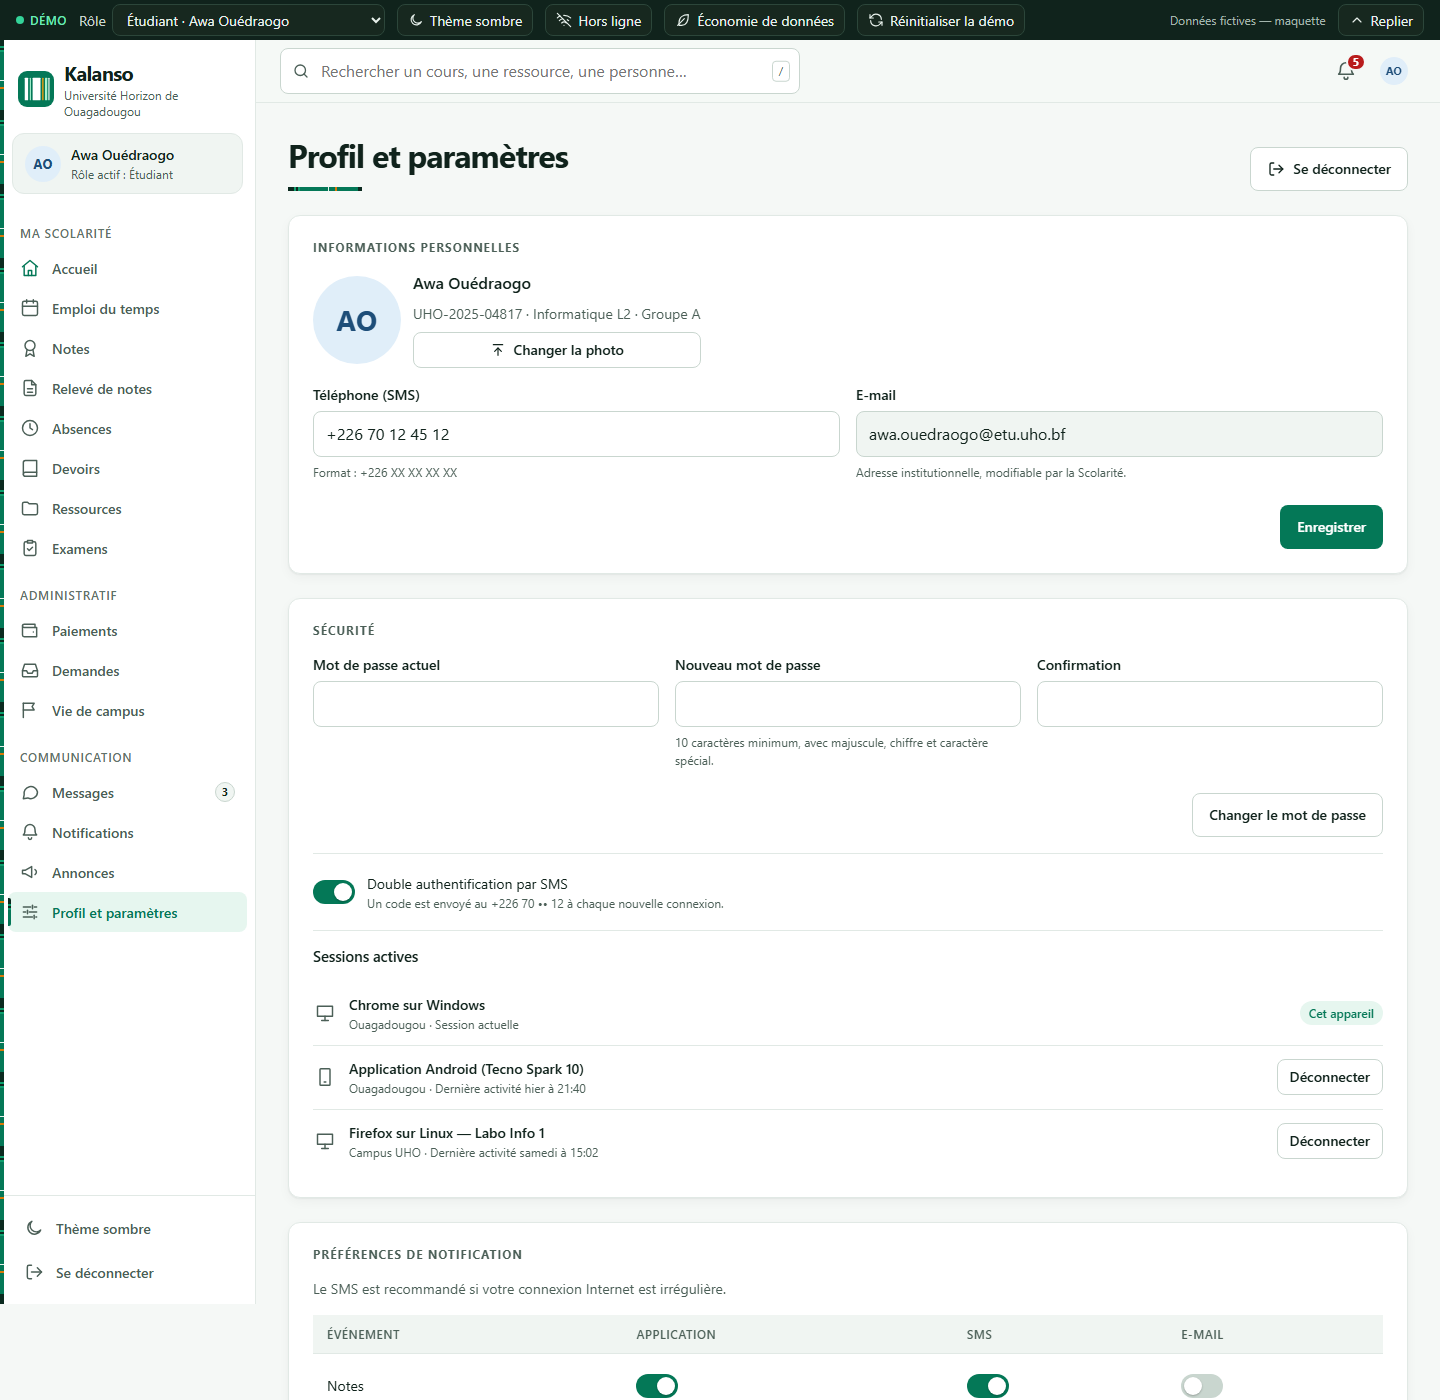 DÉMO Rôle Étudiant · Awa Ouédraogo Thème sombre Hors ligne Économie de données Réinitialiser la démo Données fictives — maquette Replier
Kalanso
Université Horizon de
Ouagadougou
Rechercher un cours, une ressource, une personne... /
5
AO
AO
Awa Ouédraogo
Rôle actif : Étudiant
MA SCOLARITÉ
Accueil
Emploi du temps
Notes
Relevé de notes
Absences
Devoirs
Ressources
Examens
ADMINISTRATIF
Paiements
Demandes
Vie de campus
COMMUNICATION
Messages 3
Notifications
Annonces
Profil et paramètres
Thème sombre
Se déconnecter
Profil et paramètres
Se déconnecter
INFORMATIONS PERSONNELLES
AO
Awa Ouédraogo
UHO-2025-04817 · Informatique L2 · Groupe A
Changer la photo
Téléphone (SMS) E-mail
+226 70 12 45 12 awa.ouedraogo@etu.uho.bf
Format : +226 XX XX XX XX Adresse institutionnelle, modifiable par la Scolarité.
Enregistrer
SÉCURITÉ
Mot de passe actuel Nouveau mot de passe Confirmation
10 caractères minimum, avec majuscule, chiffre et caractère
spécial.
Changer le mot de passe
Double authentification par SMS
Un code est envoyé au +226 70 •• 12 à chaque nouvelle connexion.
Sessions actives
Chrome sur Windows
Ouagadougou · Session actuelle
Cet appareil
Application Android (Tecno Spark 10)
Ouagadougou · Dernière activité hier à 21:40
Déconnecter
Firefox sur Linux — Labo Info 1
Campus UHO · Dernière activité samedi à 15:02
Déconnecter
PRÉFÉRENCES DE NOTIFICATION
Le SMS est recommandé si votre connexion Internet est irrégulière.
ÉVÉNEMENT APPLICATION SMS E-MAIL
Notes